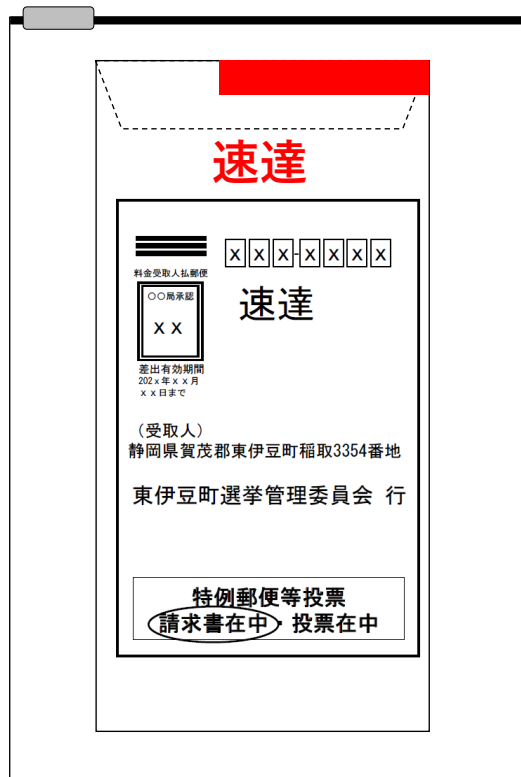 速達
料金受取人払郵便
xxx-xxxx
〇〇局承認
xx
速達
差出有効期間
202x年xx月
xx日まで
（受取人）
静岡県賀茂郡東伊豆町稲取3354番地
東伊豆町選挙管理委員会 行
特例郵便等投票
請求書在中・投票在中